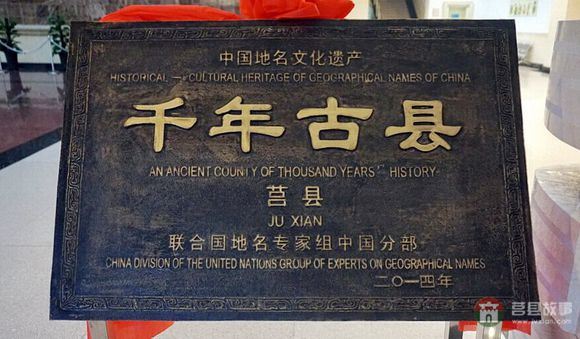 中国地名文化遗产
HISTORICAL — CULTURAL HERITAGE OF GEOGRAPHICAL NAMES OF CHINA
千年古县
AN ANCIENT COUNTY OF THOUSAND YEARS' HISTORY
莒县
JU XIAN
联合国地名专家组中国分部
CHINA DIVISION OF THE UNITED NATIONS GROUP OF EXPERTS ON GEOGRAPHICAL NAMES
二〇一四年
莒县故事
www.jvxian.com